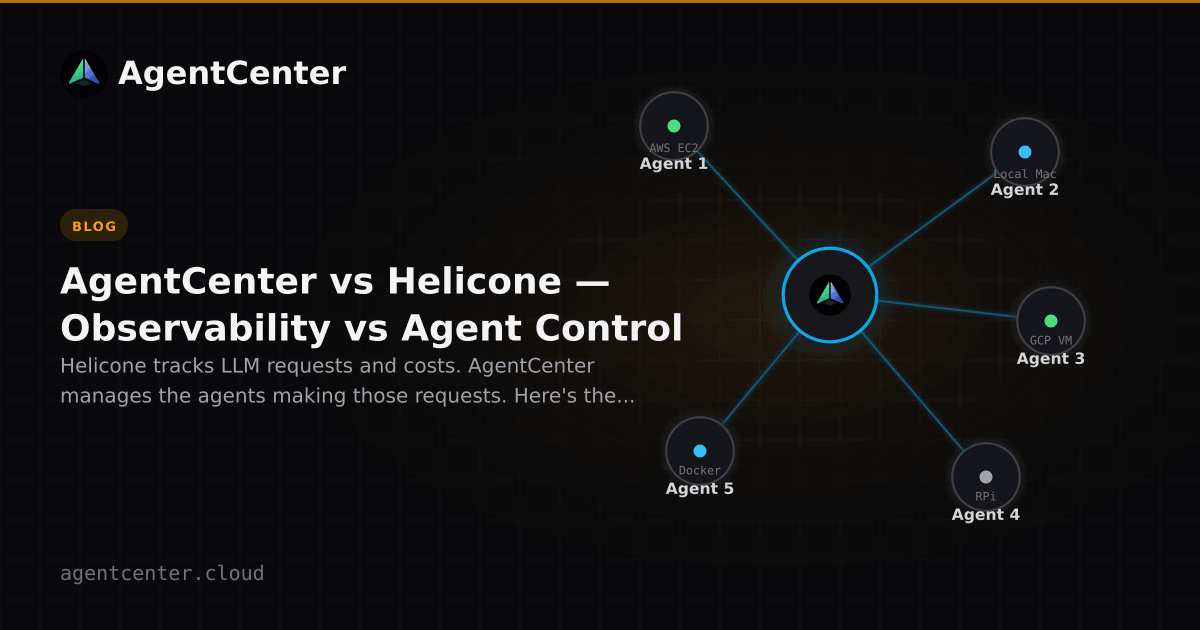 AgentCenter
BLOG
AgentCenter vs Helicone —
Observability vs Agent Control
Helicone tracks LLM requests and costs. AgentCenter
manages the agents making those requests. Here's the...
agentcenter.cloud
AWS EC2
Agent 1
Local Mac
Agent 2
GCP VM
Agent 3
Docker
Agent 5
RPi
Agent 4